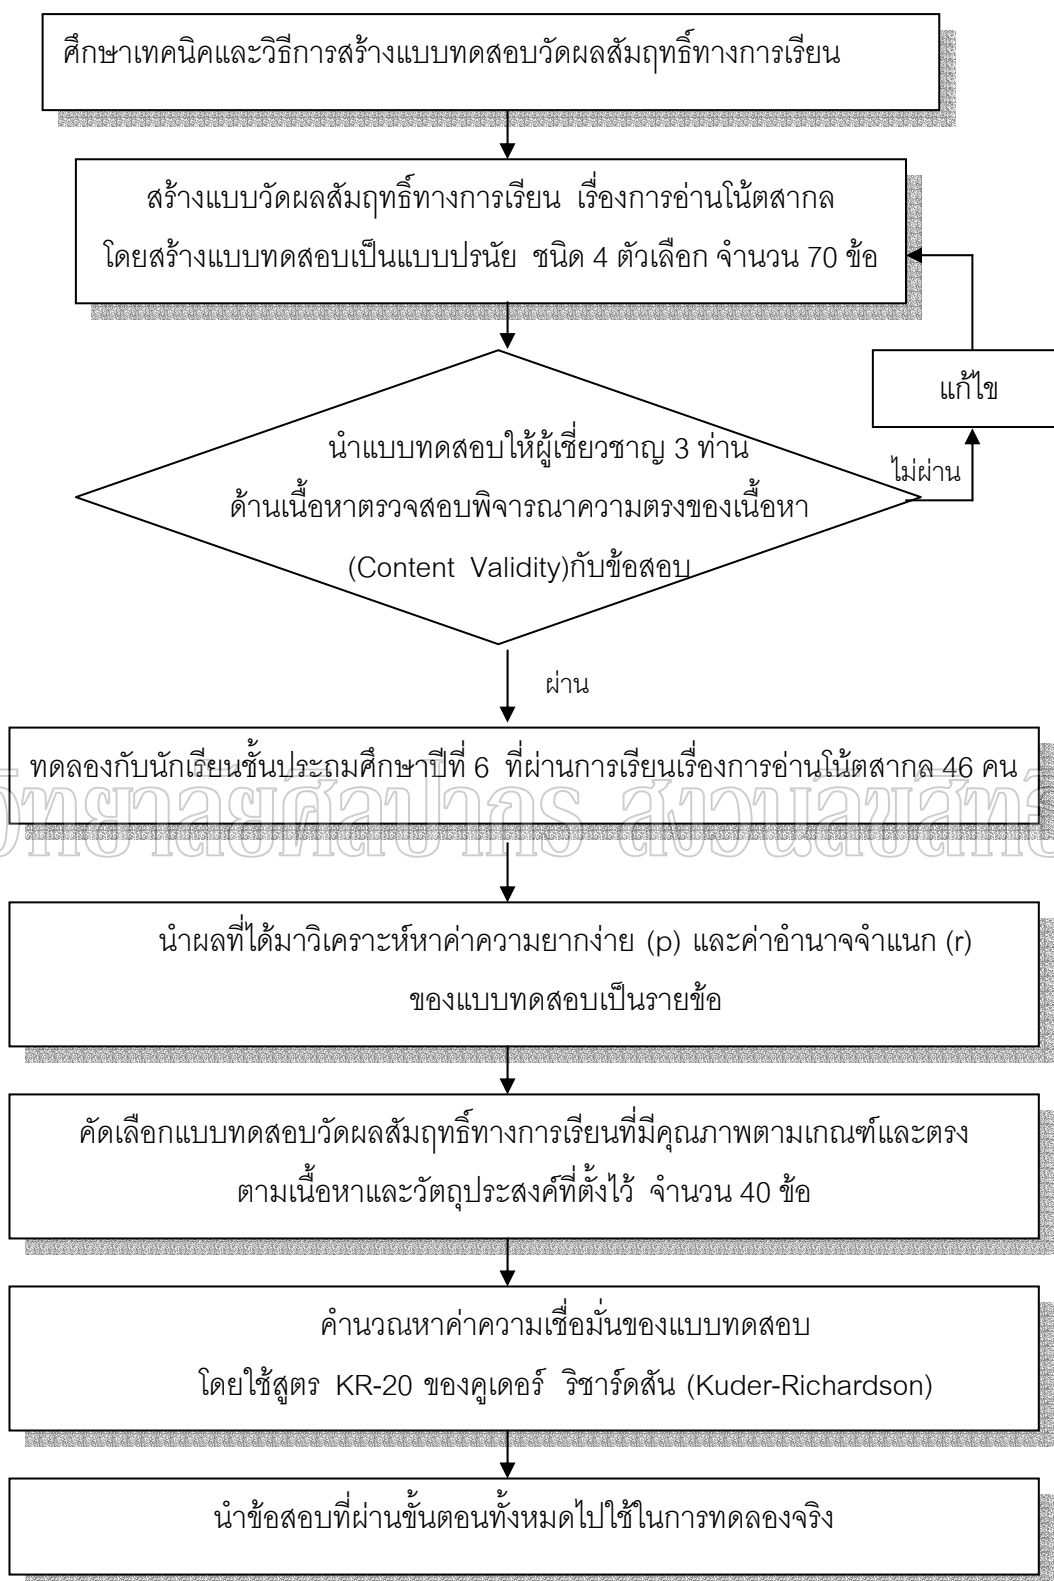 ศึกษาเทคนิคและวิธีการสร้างแบบทดสอบวัดผลสัมฤทธิ์ทางการเรียน
สร้างแบบวัดผลสัมฤทธิ์ทางการเรียน เรื่องการอ่านโน้ตสากล
โดยสร้างแบบทดสอบเป็นแบบปรนัย ชนิด 4 ตัวเลือก จำนวน 70 ข้อ
แก้ไข
นำแบบทดสอบให้ผู้เชี่ยวชาญ 3 ท่าน
ไม่ผ่าน
ด้านเนื้อหาตรวจสอบพิจารณาความตรงของเนื้อหา
(Content Validity)กับข้อสอบ
ผ่าน
ทดลองกับนักเรียนชั้นประถมศึกษาปีที่ 6 ที่ผ่านการเรียนเรื่องการอ่านโน้ตสากล 46 คน
วิทยาลัยศิลปากร สงวนลิขสิทธิ์
นำผลที่ได้มาวิเคราะห์หาค่าความยากง่าย (p) และค่าอำนาจจำแนก (r)
ของแบบทดสอบเป็นรายข้อ
คัดเลือกแบบทดสอบวัดผลสัมฤทธิ์ทางการเรียนที่มีคุณภาพตามเกณฑ์และตรง
ตามเนื้อหาและวัตถุประสงค์ที่ตั้งไว้ จำนวน 40 ข้อ
คำนวณหาค่าความเชื่อมั่นของแบบทดสอบ
โดยใช้สูตร KR-20 ของคูเดอร์ ริชาร์ดสัน (Kuder-Richardson)
นำข้อสอบที่ผ่านขั้นตอนทั้งหมดไปใช้ในการทดลองจริง